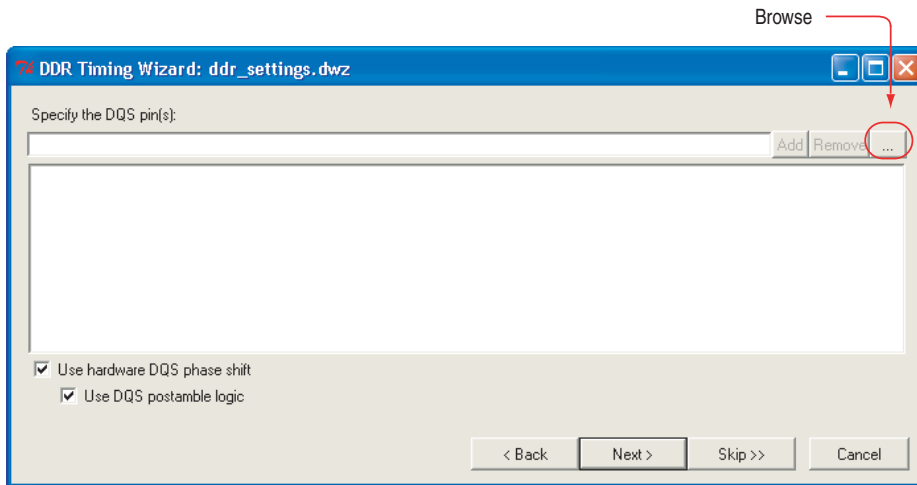 Browse
DDR Timing Wizard: ddr_settings.dwz
Specify the DQS pin(s):
Add Remove ...
Use hardware DQS phase shift
Use DQS postamble logic
< Back Next > Skip >> Cancel